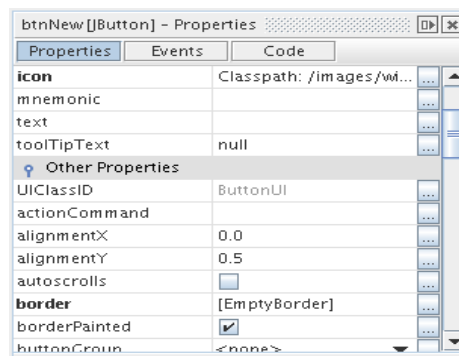 btnNew [JButton] - Properties
Properties Events Code
icon Classpath: /images/wi... ...
mnemonic ...
text ...
toolTipText null ...
Other Properties
UIClassID ButtonUI ...
actionCommand ...
alignmentX 0.0 ...
alignmentY 0.5 ...
autoscrolls ...
border [EmptyBorder] ...
borderPainted ...
buttonGroup <none> ...